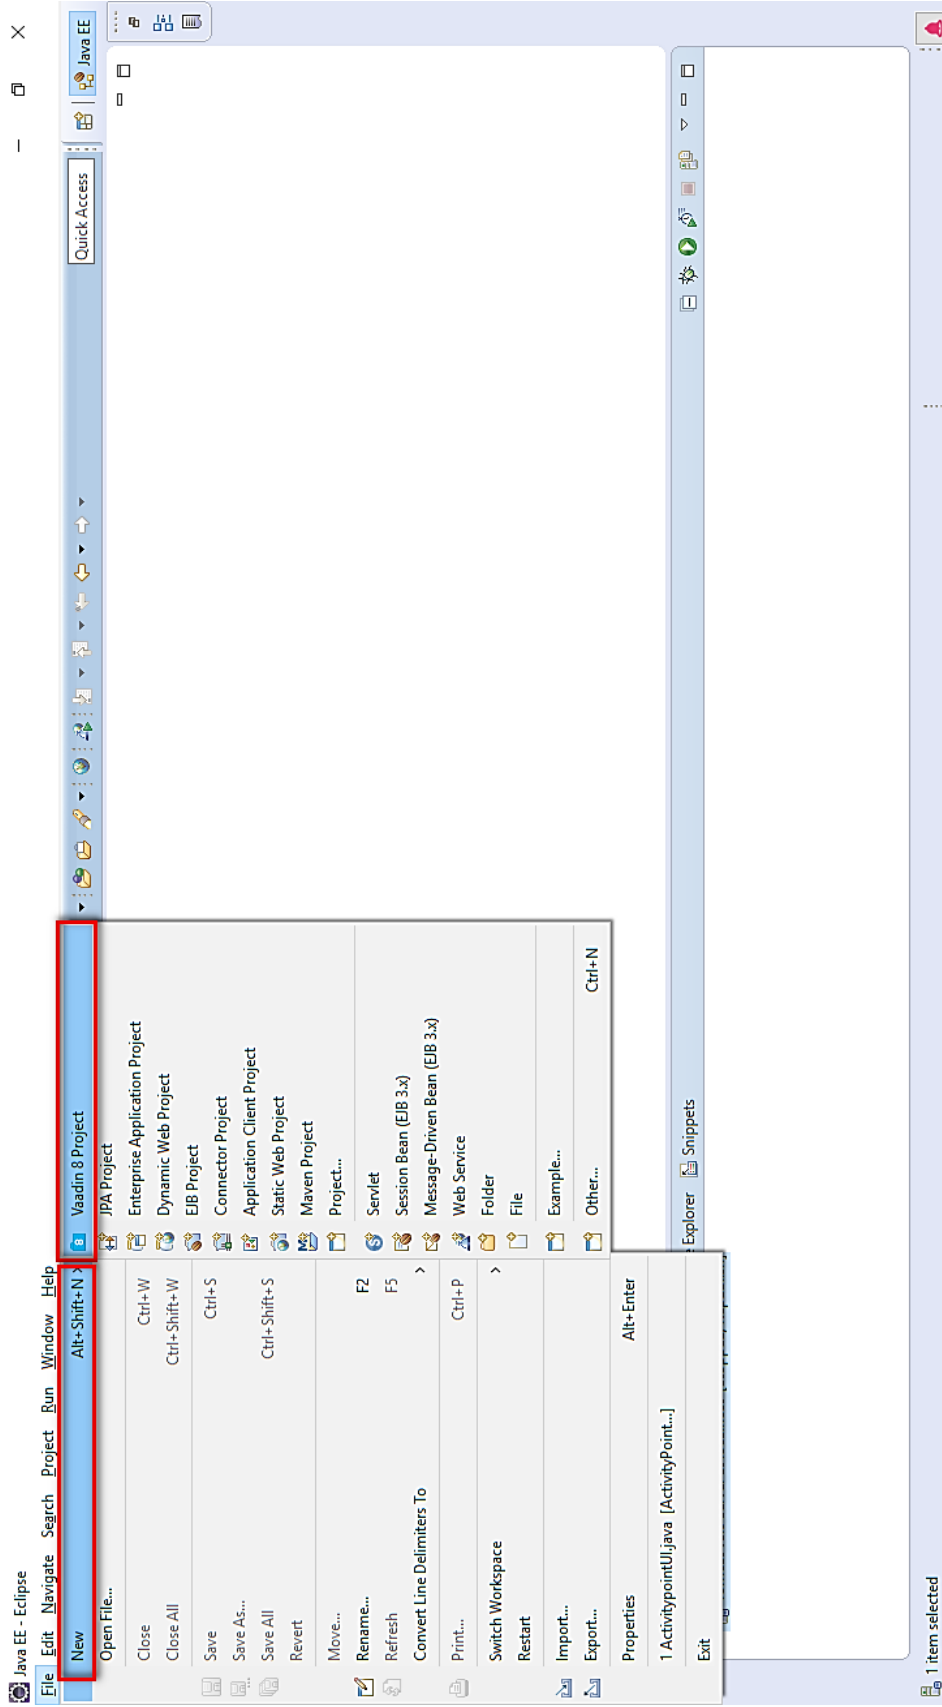 Java EE - Eclipse
File Edit Navigate Search Project Run Window Help
New Alt+Shift+N >
Open File...
Close Ctrl+W
Close All Ctrl+Shift+W
Save Ctrl+S
Save As...
Save All Ctrl+Shift+S
Revert
Move...
Rename... F2
Refresh F5
Convert Line Delimiters To >
Print... Ctrl+P
Switch Workspace >
Restart
Import...
Export...
Properties Alt+Enter
1 ActivitypointUI.java [ActivityPoint...]
Exit
8 Vaadin 8 Project
JPA Project
Enterprise Application Project
Dynamic Web Project
EJB Project
Connector Project
Application Client Project
Static Web Project
Maven Project
Project...
Servlet
Session Bean (EJB 3.x)
Message-Driven Bean (EJB 3.x)
Web Service
Folder
File
Example...
Other... Ctrl+N
Quick Access
Java EE
Explorer Snippets
1 item selected